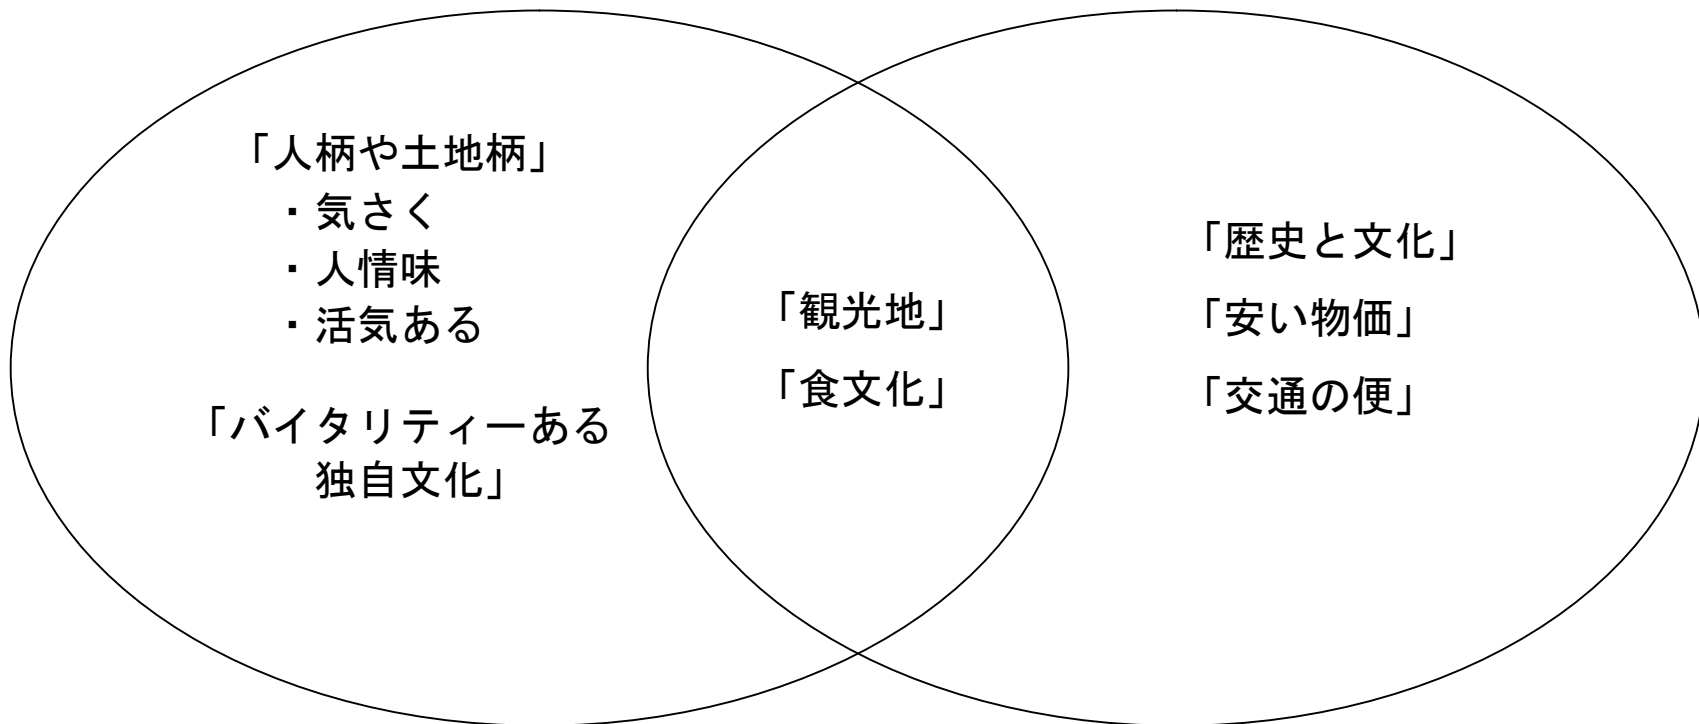 「人柄や土地柄」
・気さく
・人情味
・活気ある
「バイタリティーある
独自文化」
「観光地」
「食文化」
「歴史と文化」
「安い物価」
「交通の便」